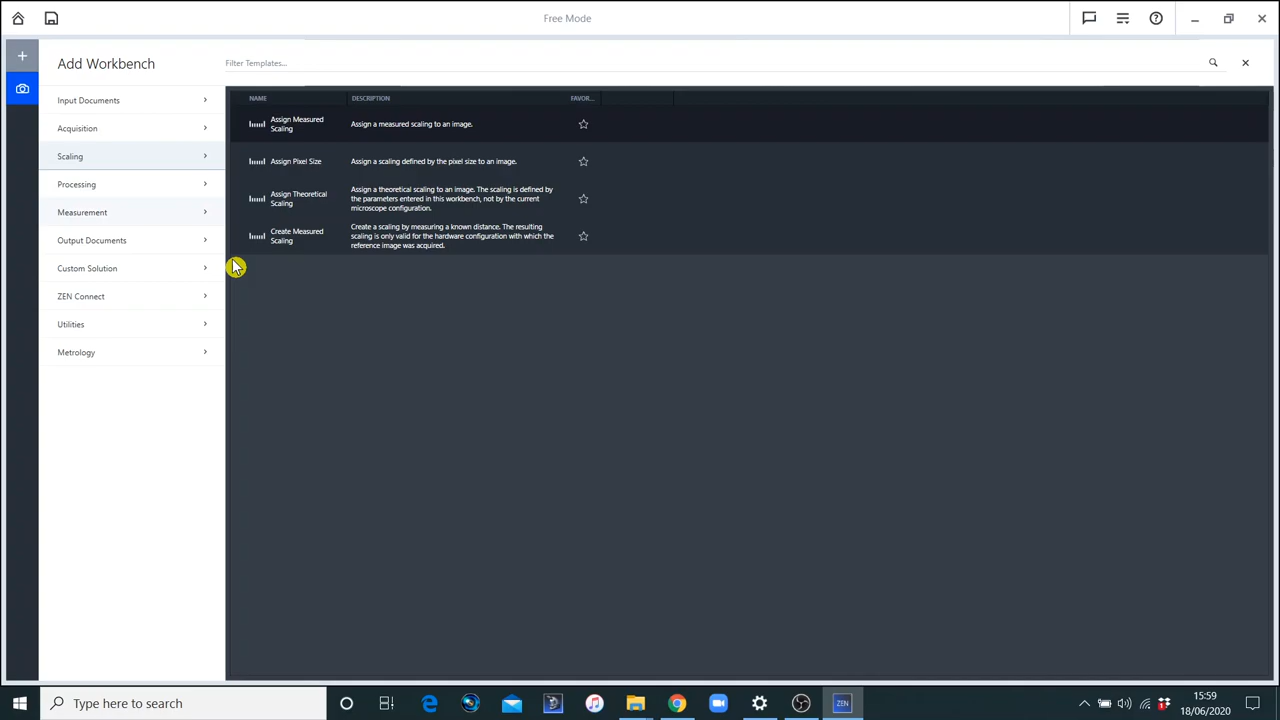 Free Mode
Add Workbench
Filter Templates...
Input Documents
Acquisition
Scaling
Processing
Measurement
Output Documents
Custom Solution
ZEN Connect
Utilities
Metrology
NAME DESCRIPTION FAVOR...
Assign Measured
Scaling
Assign a measured scaling to an image.
Assign Pixel Size
Assign a scaling defined by the pixel size to an image.
Assign Theoretical
Scaling
Assign a theoretical scaling to an image. The scaling is defined by
the parameters entered in this workbench, not by the current
microscope configuration.
Create Measured
Scaling
Create a scaling by measuring a known distance. The resulting
scaling is only valid for the hardware configuration with which the
reference image was acquired.
Type here to search
ZEN
15:59
18/06/2020